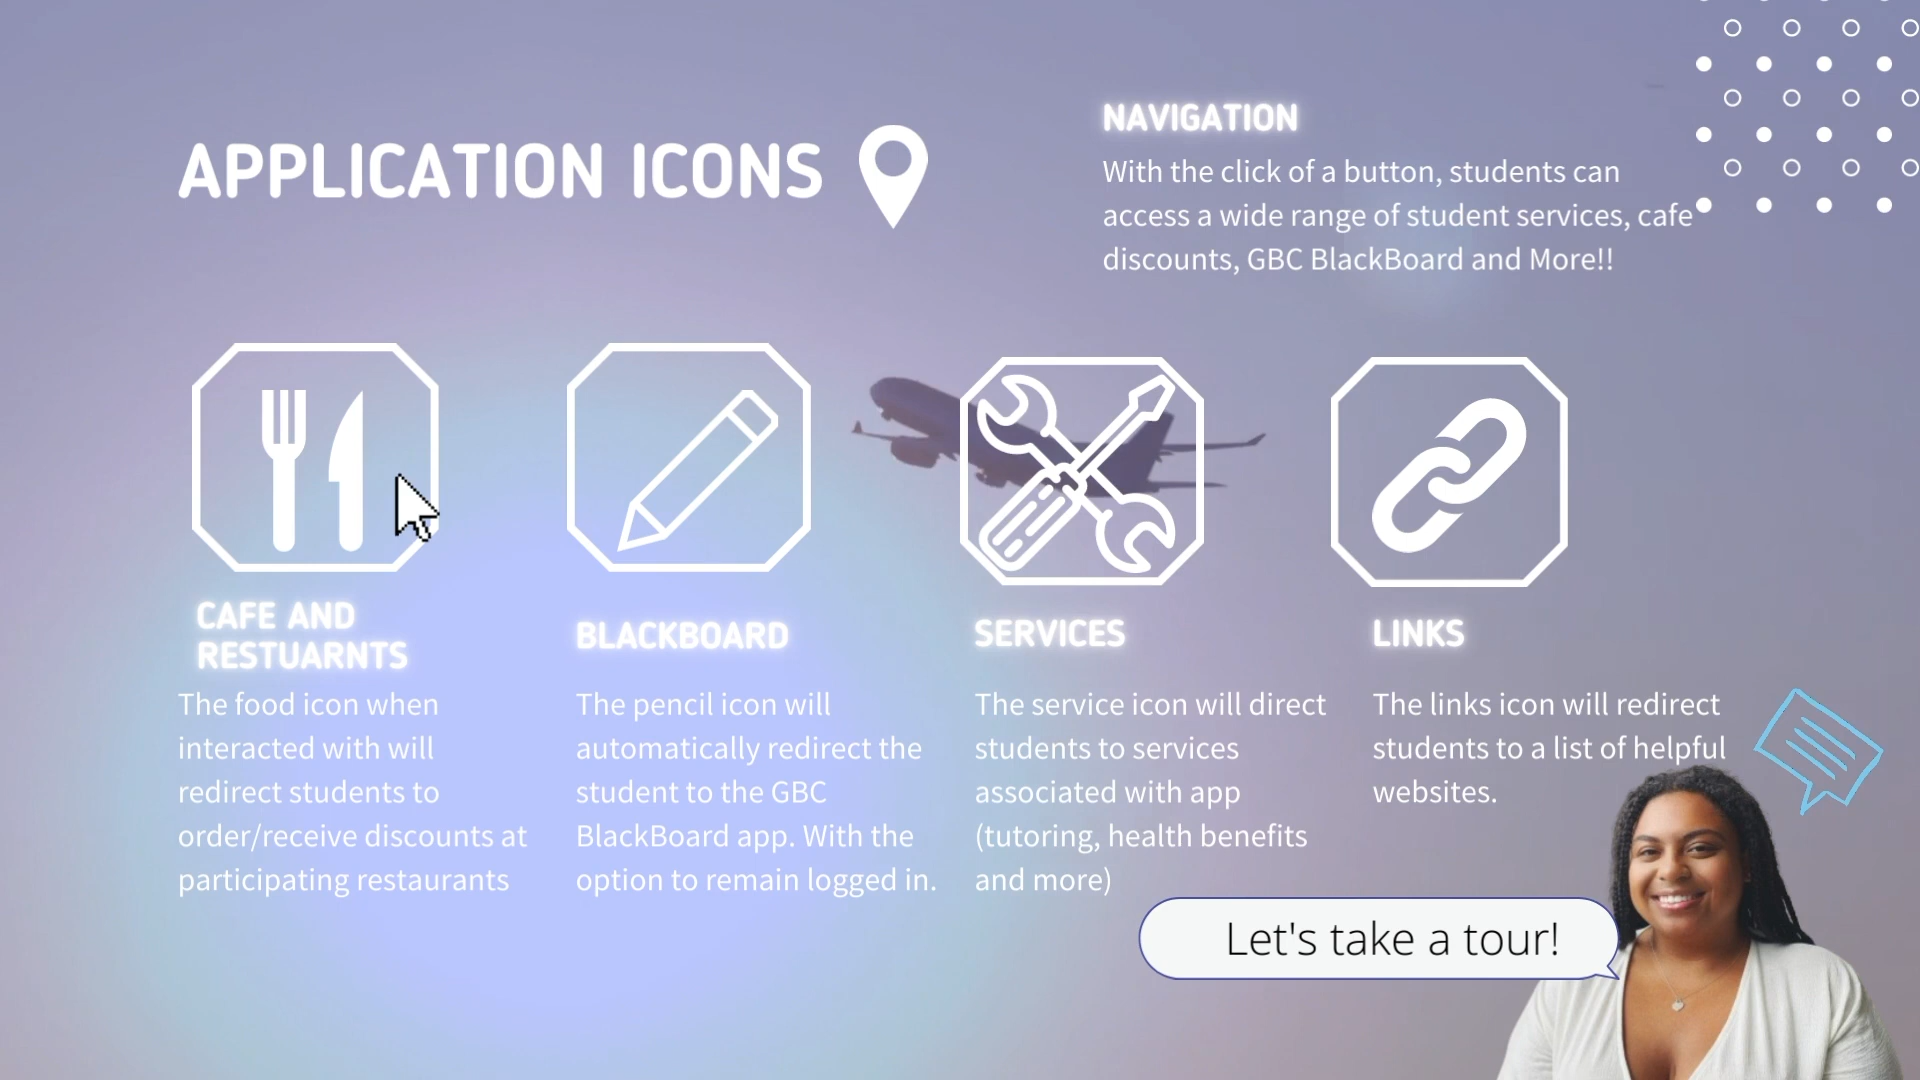 APPLICATION ICONS
NAVIGATION
With the click of a button, students can
access a wide range of student services, cafe
discounts, GBC BlackBoard and More!!
CAFE AND
RESTUARNTS
The food icon when
interacted with will
redirect students to
order/receive discounts at
participating restaurants
BLACKBOARD
The pencil icon will
automatically redirect the
student to the GBC
BlackBoard app. With the
option to remain logged in.
SERVICES
The service icon will direct
students to services
associated with app
(tutoring, health benefits
and more)
LINKS
The links icon will redirect
students to a list of helpful
websites.
Let's take a tour!